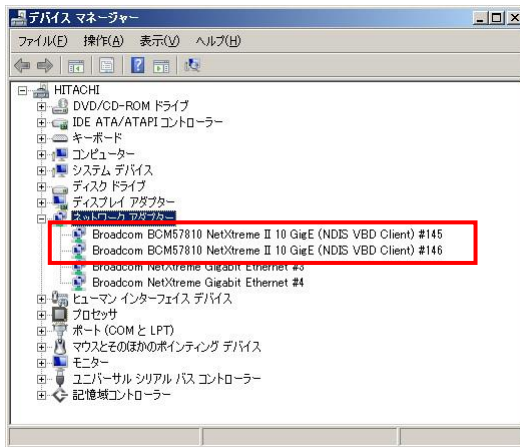 デバイス マネージャー
ファイル(F) 操作(A) 表示(V) ヘルプ(H)
HITACHI
DVD/CD-ROM ドライブ
IDE ATA/ATAPI コントローラー
キーボード
コンピューター
システム デバイス
ディスク ドライブ
ディスプレイ アダプター
ネットワーク アダプター
Broadcom BCM57810 NetXtreme II 10 GigE (NDIS VBD Client) #145
Broadcom BCM57810 NetXtreme II 10 GigE (NDIS VBD Client) #146
Broadcom NetXtreme Gigabit Ethernet #3
Broadcom NetXtreme Gigabit Ethernet #4
ヒューマン インターフェイス デバイス
プロセッサ
ポート (COM と LPT)
マウスとそのほかのポインティング デバイス
モニター
ユニバーサル シリアル バス コントローラー
記憶域コントローラー